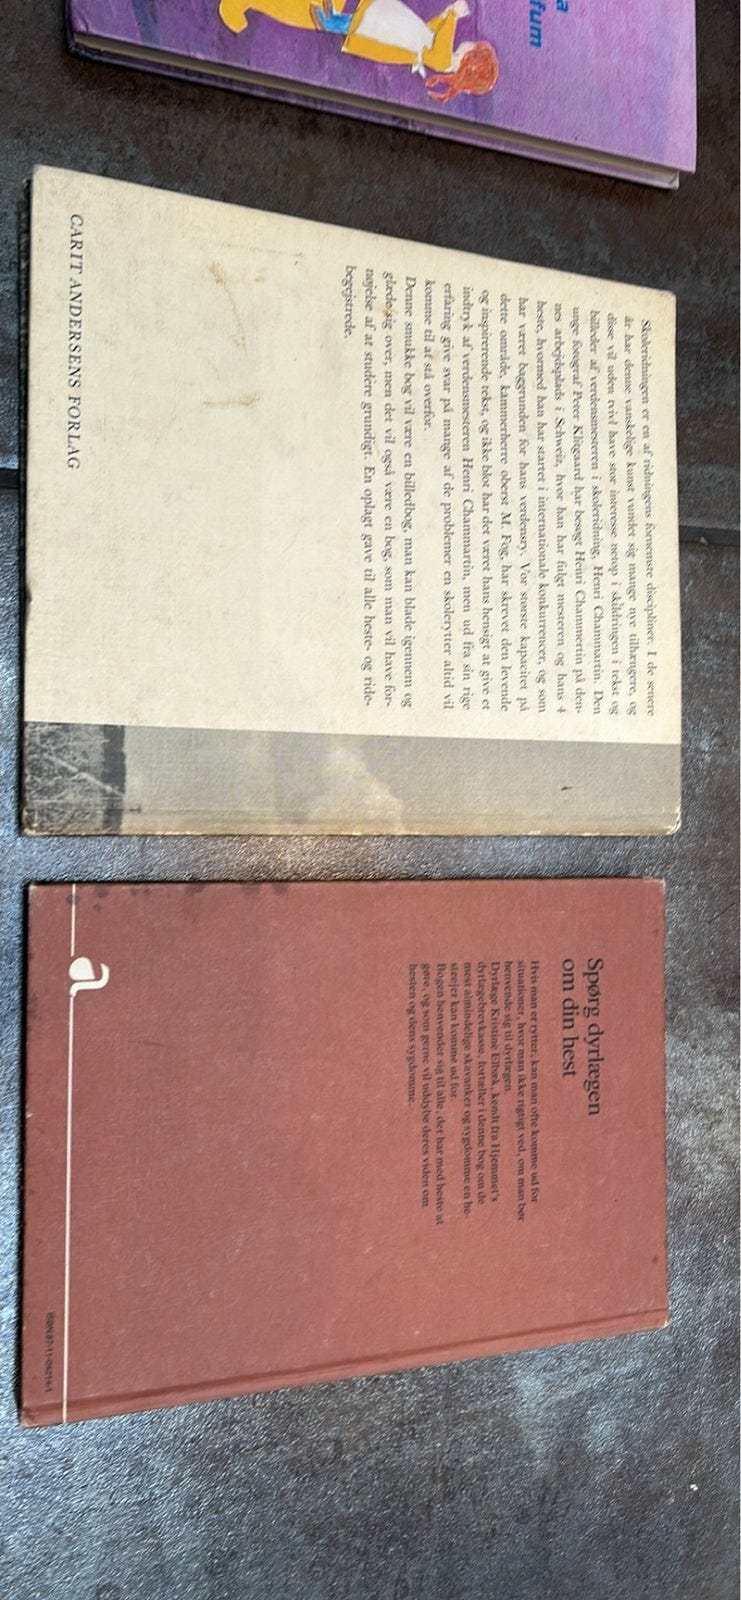 a
fum
Skoleridningen er en af ridningens fornemste discipliner. I de senere
år har denne vanskelige kunst vundet sig mange nye tilhængere, og
disse vil uden tvivl have stor interesse netop i skildringen i tekst og
billeder af verdensmesteren i skoleridning, Henri Chammartin. Den
unge fotograf Peter Klitgaard har besøgt Henri Chammertin på den-
nes arbejdsplads i Schweiz, hvor han har fulgt mesteren og hans 4
heste, hvormed han har startet i internationale konkurrencer, og som
har været baggrunden for hans verdensry. Vor største kapacitet på
dette område, kammerherre oberst M. Fog, har skrevet den levende
og inspirerende tekst, og ikke blot har det været hans hensigt at give et
indtryk af verdensmesteren Henri Chammartin, men ud fra sin rige
erfaring give svar på mange af de problemer en skolerytter altid vil
komme til at stå overfor.
Denne smukke bog vil være en billedbog, man kan blade igennem og
glæde sig over, men det vil også være en bog, som man vil have for-
nøjelse af at studere grundigt. En oplagt gave til alle heste- og ride-
begejstrede.
CARIT ANDERSENS FORLAG
Spørg dyrlægen
om din hest
Hvis man er rytter, kan man ofte komme ud for
situationer, hvor man ikke rigtigt ved, om man bør
henvende sig til dyrlægen.
Dyrlæge Kristine Elbæk, kendt fra Hjemmet's
dyrlægebrevkasse, fortæller i denne bog om de
mest almindelige skavanker og sygdomme en he-
steejer kan komme ud for.
Bogen henvender sig til alle, der har med heste at
gøre, og som gerne vil uddybe deres viden om
hesten og dens sygdomme.
a